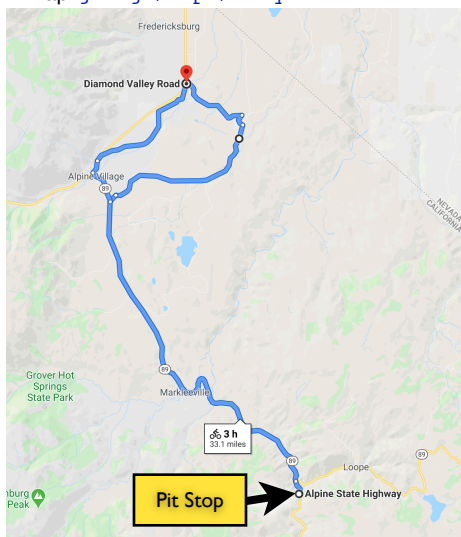 Fredericksburg
Diamond Valley Road
Alpine Village
89
NEVADA
CALIFORNIA
89
Grover Hot
Springs
State Park
Markleeville
3 h
33.1 miles
89
89
Loope
Peak
Alpine State Highway
Pit Stop